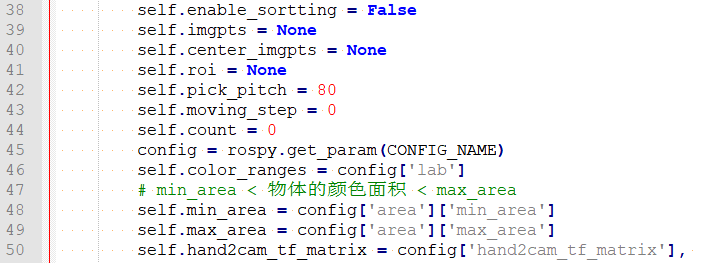 38 self.enable_sortting = False
39 self.imgpts = None
40 self.center_imgpts = None
41 self.roi = None
42 self.pick_pitch = 80
43 self.moving_step = 0
44 self.count = 0
45 config = rospy.get_param(CONFIG_NAME)
46 self.color_ranges = config['lab']
47 # min_area < 物体的颜色面积 < max_area
48 self.min_area = config['area']['min_area']
49 self.max_area = config['area']['max_area']
50 self.hand2cam_tf_matrix = config['hand2cam_tf_matrix'],